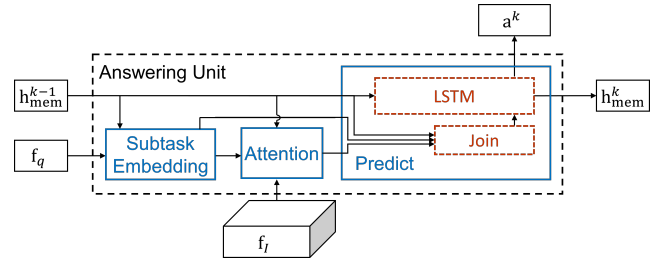 a^k
Answering Unit
h_mem^{k−1}
LSTM
h_mem^k
f_q
Subtask
Embedding
Attention
Join
Predict
f_I